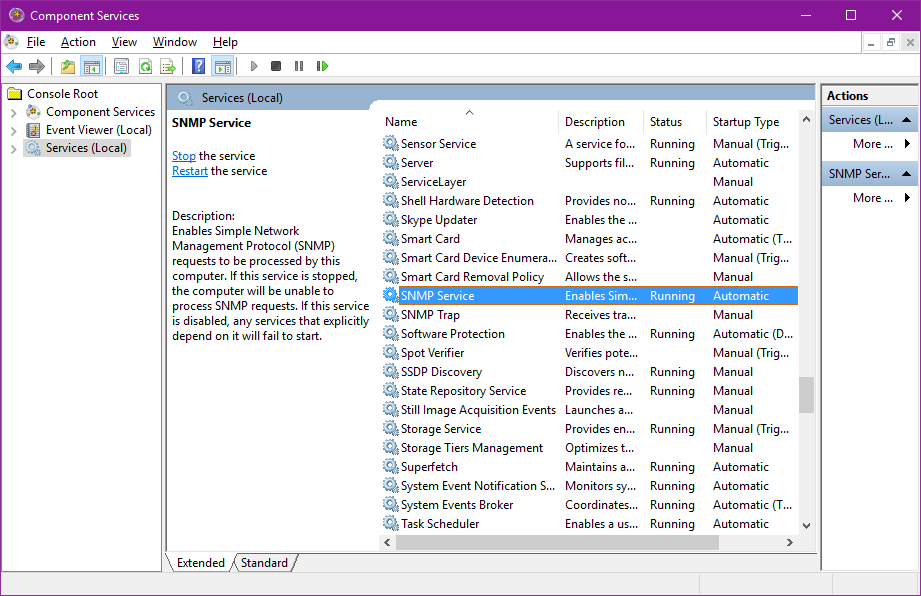 Component Services
File Action View Window Help
Console Root
Component Services
Event Viewer (Local)
Services (Local)
Services (Local)
SNMP Service
Stop the service
Restart the service
Description:
Enables Simple Network
Management Protocol (SNMP)
requests to be processed by this
computer. If this service is stopped,
the computer will be unable to
process SNMP requests. If this service
is disabled, any services that explicitly
depend on it will fail to start.
Name Description Status Startup Type
Sensor Service A service fo... Running Manual (Trig...
Server Supports fil... Running Automatic
ServiceLayer Manual
Shell Hardware Detection Provides no... Running Automatic
Skype Updater Enables the ... Automatic
Smart Card Manages ac... Automatic (T...
Smart Card Device Enumera... Creates soft... Manual (Trig...
Smart Card Removal Policy Allows the s... Manual
SNMP Service Enables Sim... Running Automatic
SNMP Trap Receives tra... Manual
Software Protection Enables the ... Running Automatic (D...
Spot Verifier Verifies pote... Manual (Trig...
SSDP Discovery Discovers n... Running Manual
State Repository Service Provides re... Running Manual
Still Image Acquisition Events Launches a... Manual
Storage Service Provides en... Running Manual (Trig...
Storage Tiers Management Optimizes t... Manual
Superfetch Maintains a... Running Automatic
System Event Notification S... Monitors sy... Running Automatic
System Events Broker Coordinates... Running Automatic (T...
Task Scheduler Enables a us... Running Automatic
Extended Standard
Actions
Services (L...
More ...
SNMP Ser...
More ...